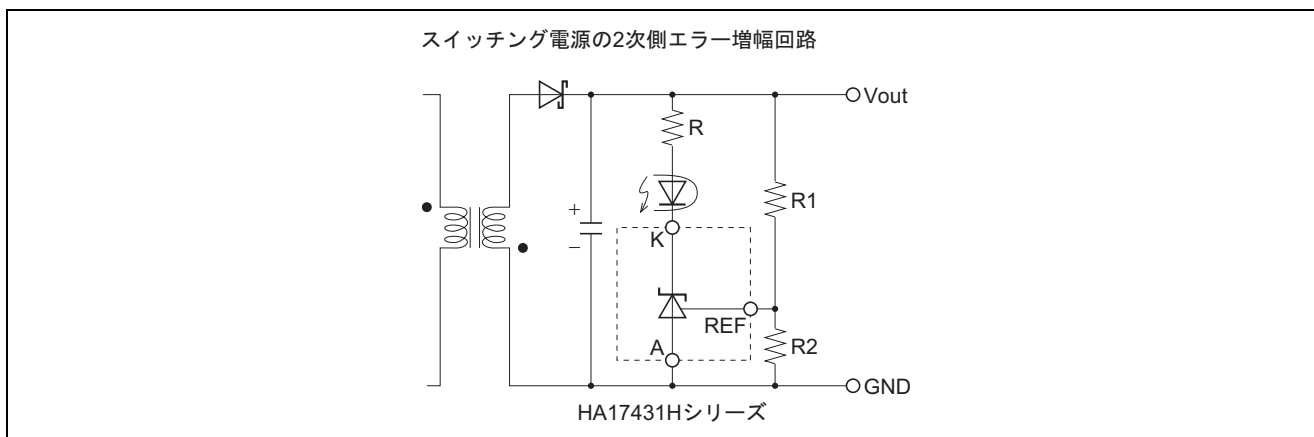 スイッチング電源の2次側エラー増幅回路
Vout
R
R1
+
−
K
REF
A
R2
GND
HA17431Hシリーズ